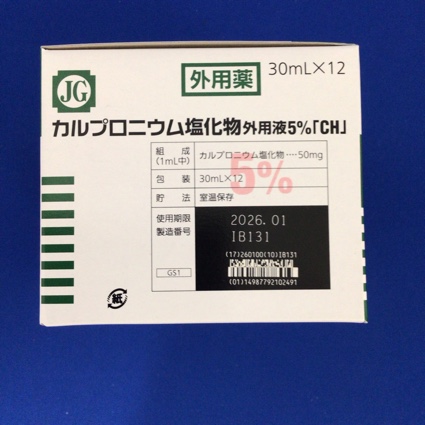 JG
外用薬
30mL×12
カルプロニウム塩化物外用液5%「CH」
組成(1mL中) カルプロニウム塩化物‥‥50mg
5%
包装 30mL×12
貯法 室温保存
使用期限 2026.01
製造番号 IB131
(17)260100(10)IB131
GS1
(01)14987792102491
紙